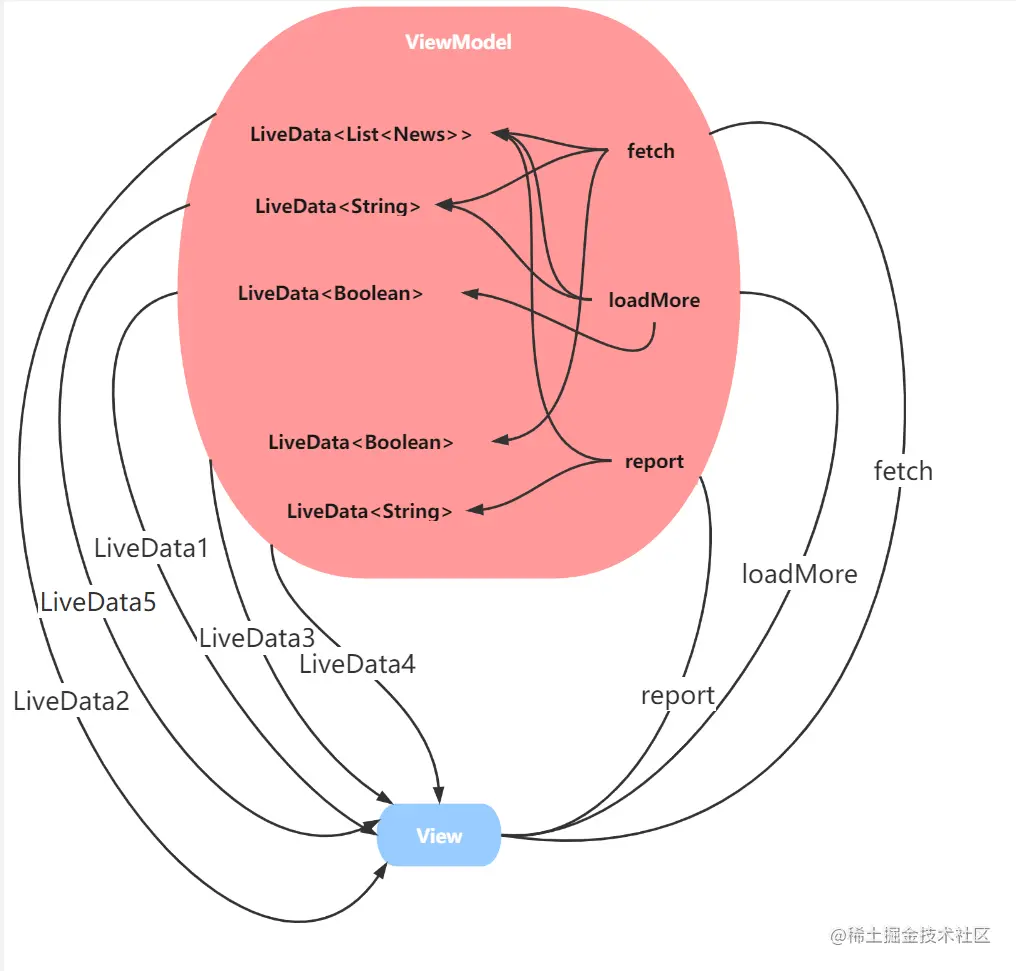 ViewModel
LiveData<List<News>>
fetch
LiveData<String>
LiveData<Boolean>
loadMore
LiveData<Boolean>
report
LiveData<String>
fetch
LiveData1
loadMore
LiveData5
LiveData3
LiveData4
LiveData2
report
View
@稀土掘金技术社区